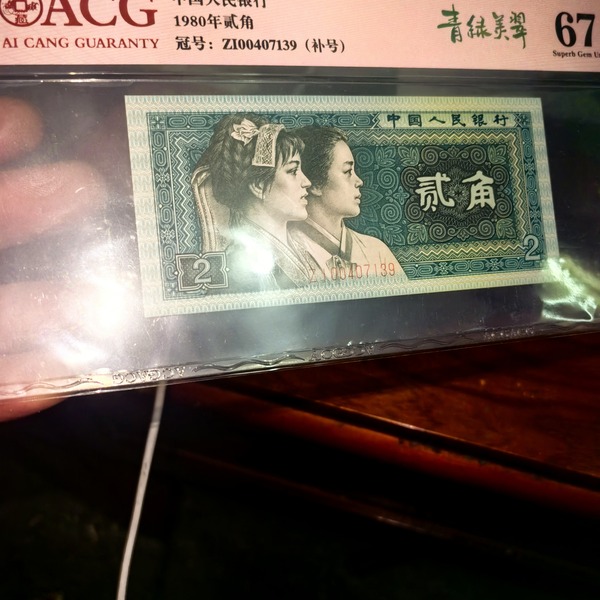 ACG
AI CANG GUARANTY
中国人民银行
1980年贰角
冠号：ZI00407139（补号）
青绿美翠
67
Superb Gem Un
中国人民银行
贰角
2
2
ZI00407139